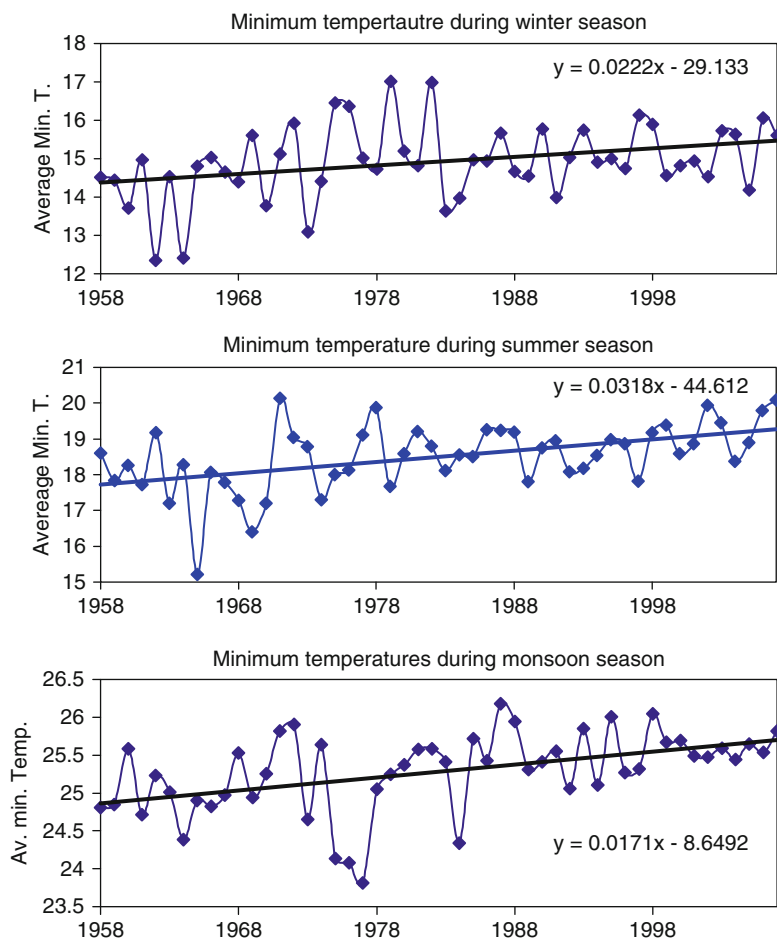 Minimum tempertautre during winter season
18
17
16
15
14
13
12
Average Min. T.
y = 0.0222x - 29.133
1958 1968 1978 1988 1998
Minimum temperature during summer season
21
20
19
18
17
16
15
Avereage Min. T.
y = 0.0318x - 44.612
1958 1968 1978 1988 1998
Minimum temperatures during monsoon season
26.5
26
25.5
25
24.5
24
23.5
Av. min. Temp.
y = 0.0171x - 8.6492
1958 1968 1978 1988 1998